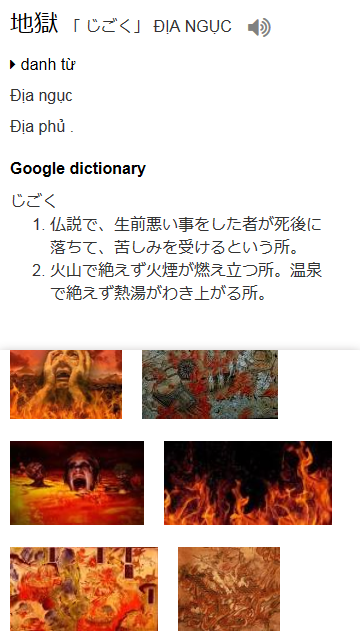 地獄 「 じごく」 ĐỊA NGỤC
danh từ
Địa ngục
Địa phủ .
Google dictionary
じごく
1. 仏説で、生前悪い事をした者が死後に
落ちて、苦しみを受けるという所。
2. 火山で絶えず火煙が燃え立つ所。温泉
で絶えず熱湯がわき上がる所。